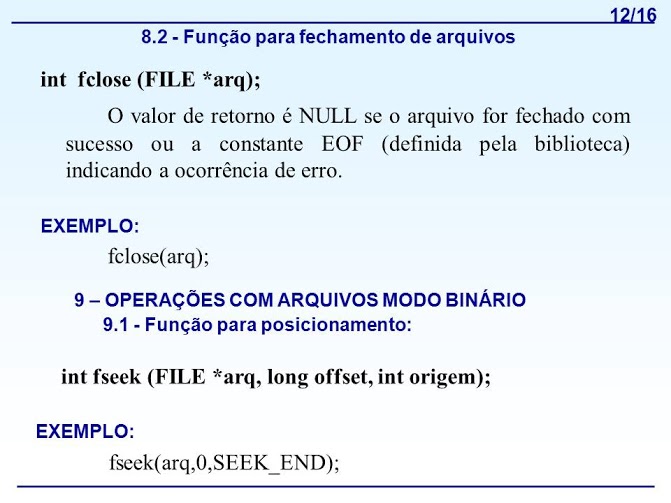 12/16
8.2 - Função para fechamento de arquivos
int fclose (FILE *arq);
O valor de retorno é NULL se o arquivo for fechado com
sucesso ou a constante EOF (definida pela biblioteca)
indicando a ocorrência de erro.
EXEMPLO:
fclose(arq);
9 – OPERAÇÕES COM ARQUIVOS MODO BINÁRIO
9.1 - Função para posicionamento:
int fseek (FILE *arq, long offset, int origem);
EXEMPLO:
fseek(arq,0,SEEK_END);